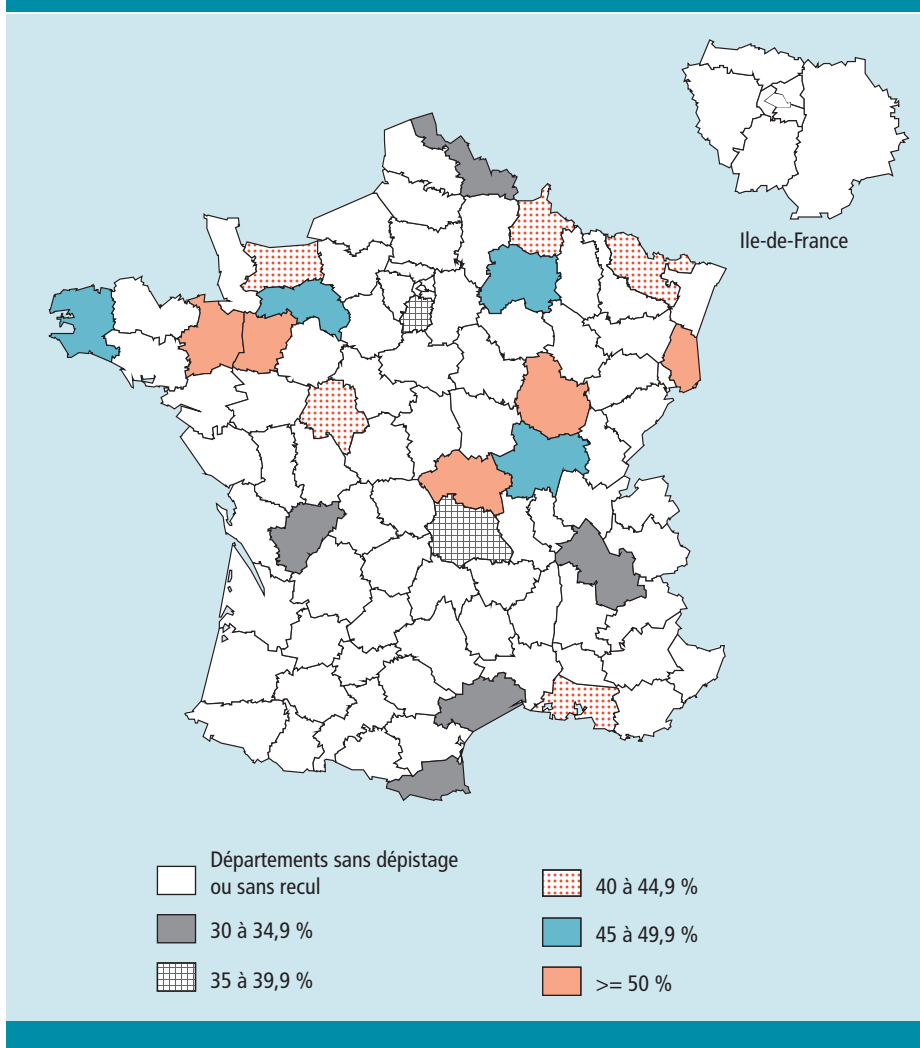 Ile-de-France
Départements sans dépistage
ou sans recul
30 à 34,9 %
35 à 39,9 %
40 à 44,9 %
45 à 49,9 %
>= 50 %